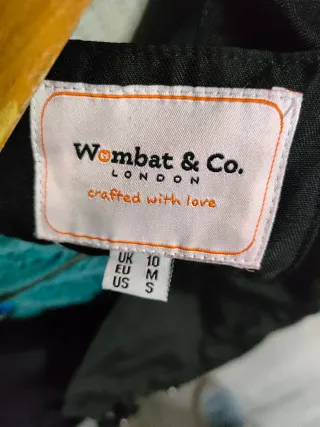 Wombat & Co.
LONDON
crafted with love
UK 10
EU M
US S